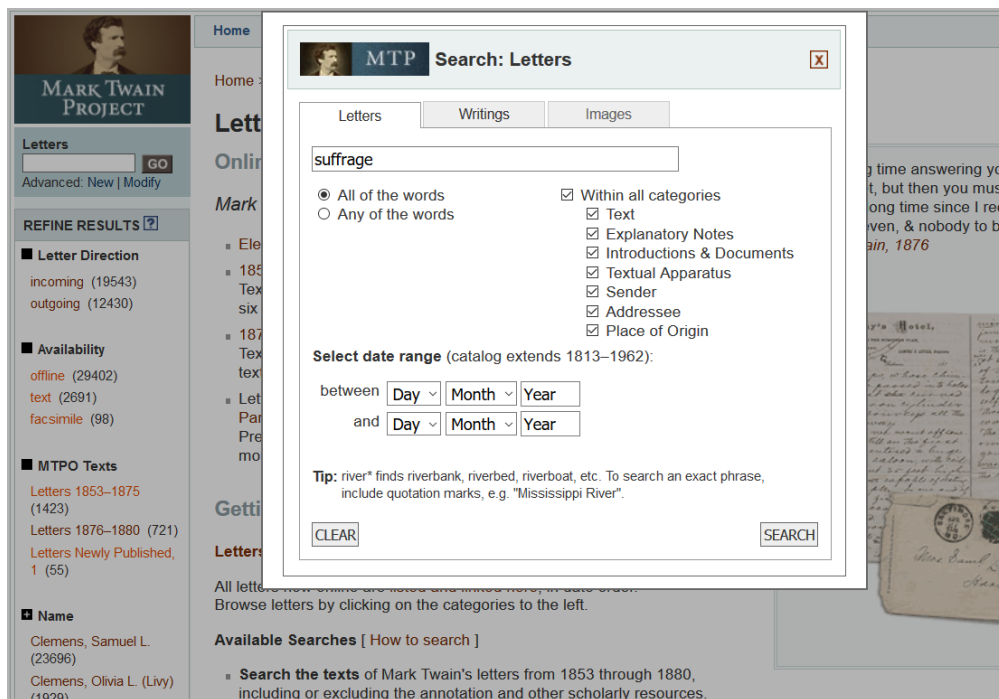 MARK TWAIN
PROJECT
Letters
GO
Advanced: New | Modify
REFINE RESULTS ?
Letter Direction
incoming (19543)
outgoing (12430)
Availability
offline (29402)
text (2691)
facsimile (98)
MTPO Texts
Letters 1853–1875
(1423)
Letters 1876–1880 (721)
Letters Newly Published,
1 (55)
Name
Clemens, Samuel L.
(23696)
Clemens, Olivia L. (Livy)
(1929)
Home
Home
Lett
Onlin
Mark
Ele
185
Tex
six
187
Tex
tex
Let
Par
Pre
mo
Getti
Letters
All letters now online are listed and linked here, in date order.
Browse letters by clicking on the categories to the left.
Available Searches [ How to search ]
Search the texts of Mark Twain's letters from 1853 through 1880,
including or excluding the annotation and other scholarly resources.
MTP Search: Letters
X
Letters Writings Images
suffrage
All of the words
Any of the words
Within all categories
Text
Explanatory Notes
Introductions & Documents
Textual Apparatus
Sender
Addressee
Place of Origin
Select date range (catalog extends 1813–1962):
between Day Month Year
and Day Month Year
Tip: river* finds riverbank, riverbed, riverboat, etc. To search an exact phrase,
include quotation marks, e.g. "Mississippi River".
CLEAR
SEARCH
g time answering yo
t, but then you mus
long time since I re
even, & nobody to b
ain, 1876
Hotel,